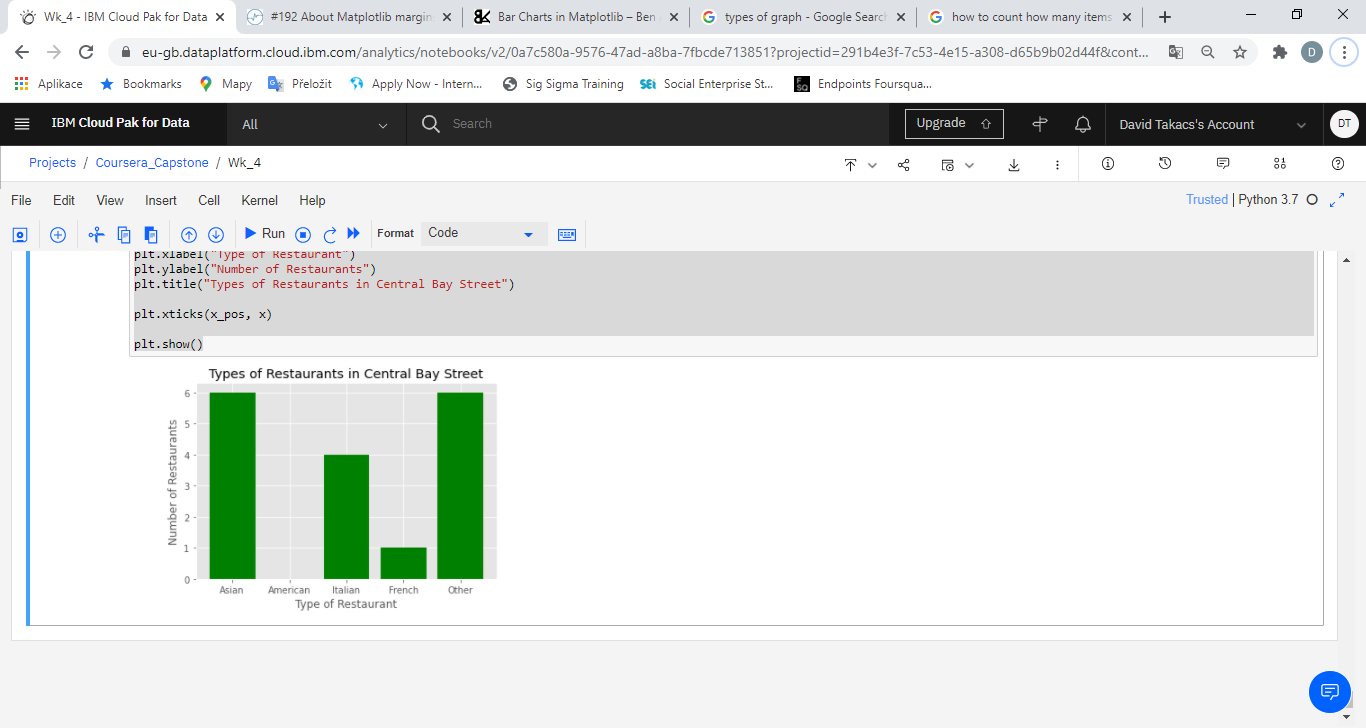 Wk_4 - IBM Cloud Pak for Data
#192 About Matplotlib margin
Bar Charts in Matplotlib – Ben
types of graph - Google Search
how to count how many items
eu-gb.dataplatform.cloud.ibm.com/analytics/notebooks/v2/0a7c580a-9576-47ad-a8ba-7fbcde713851?projectid=291b4e3f-7c53-4e15-a308-d65b9b02d44f&cont...
D
Aplikace
Bookmarks
Mapy
Přeložit
Apply Now - Intern...
Sig Sigma Training
SEi Social Enterprise St...
FSQ Endpoints Foursqua...
IBM Cloud Pak for Data
All
Search
Upgrade
David Takacs's Account
DT
Projects / Coursera_Capstone / Wk_4
File Edit View Insert Cell Kernel Help
Trusted | Python 3.7
Run
Format
Code
plt.xlabel("Type of Restaurant")
plt.ylabel("Number of Restaurants")
plt.title("Types of Restaurants in Central Bay Street")
plt.xticks(x_pos, x)
plt.show()
Types of Restaurants in Central Bay Street
Number of Restaurants
6
5
4
3
2
1
0
Asian American Italian French Other
Type of Restaurant